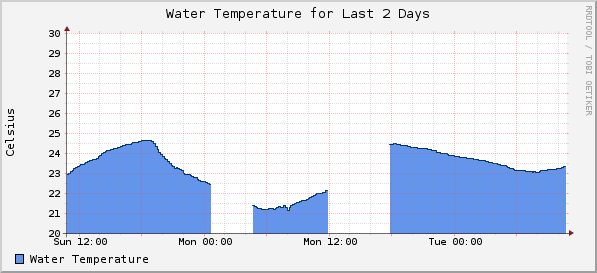 Water Temperature for Last 2 Days
RRDTOOL / TOBI OETIKER
Celsius
30
29
28
27
26
25
24
23
22
21
20
Sun 12:00 Mon 00:00 Mon 12:00 Tue 00:00
Water Temperature